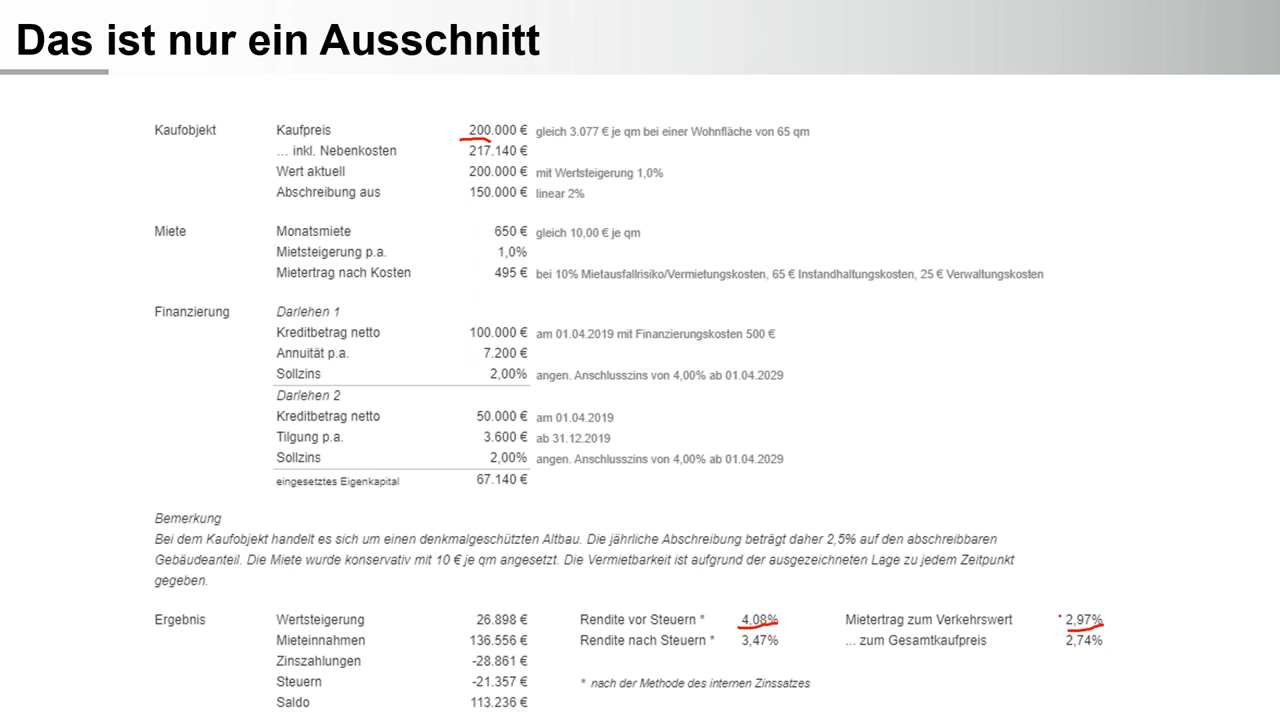 Das ist nur ein Ausschnitt
Kaufobjekt Kaufpreis 200.000 € gleich 3.077 € je qm bei einer Wohnfläche von 65 qm
... inkl. Nebenkosten 217.140 €
Wert aktuell 200.000 € mit Wertsteigerung 1,0%
Abschreibung aus 150.000 € linear 2%
Miete Monatsmiete 650 € gleich 10,00 € je qm
Mietsteigerung p.a. 1,0%
Mietertrag nach Kosten 495 € bei 10% Mietausfallrisiko/Vermietungskosten, 65 € Instandhaltungskosten, 25 € Verwaltungskosten
Finanzierung Darlehen 1
Kreditbetrag netto 100.000 € am 01.04.2019 mit Finanzierungskosten 500 €
Annuität p.a. 7.200 €
Sollzins 2,00% angen. Anschlusszins von 4,00% ab 01.04.2029
Darlehen 2
Kreditbetrag netto 50.000 € am 01.04.2019
Tilgung p.a. 3.600 € ab 31.12.2019
Sollzins 2,00% angen. Anschlusszins von 4,00% ab 01.04.2029
eingesetztes Eigenkapital 67.140 €
Bemerkung
Bei dem Kaufobjekt handelt es sich um einen denkmalgeschützten Altbau. Die jährliche Abschreibung beträgt daher 2,5% auf den abschreibbaren
Gebäudeanteil. Die Miete wurde konservativ mit 10 € je qm angesetzt. Die Vermietbarkeit ist aufgrund der ausgezeichneten Lage zu jedem Zeitpunkt
gegeben.
Ergebnis Wertsteigerung 26.898 € Rendite vor Steuern * 4,08% Mietertrag zum Verkehrswert 2,97%
Mieteinnahmen 136.556 € Rendite nach Steuern * 3,47% ... zum Gesamtkaufpreis 2,74%
Zinszahlungen -28.861 €
Steuern -21.357 € * nach der Methode des internen Zinssatzes
Saldo 113.236 €